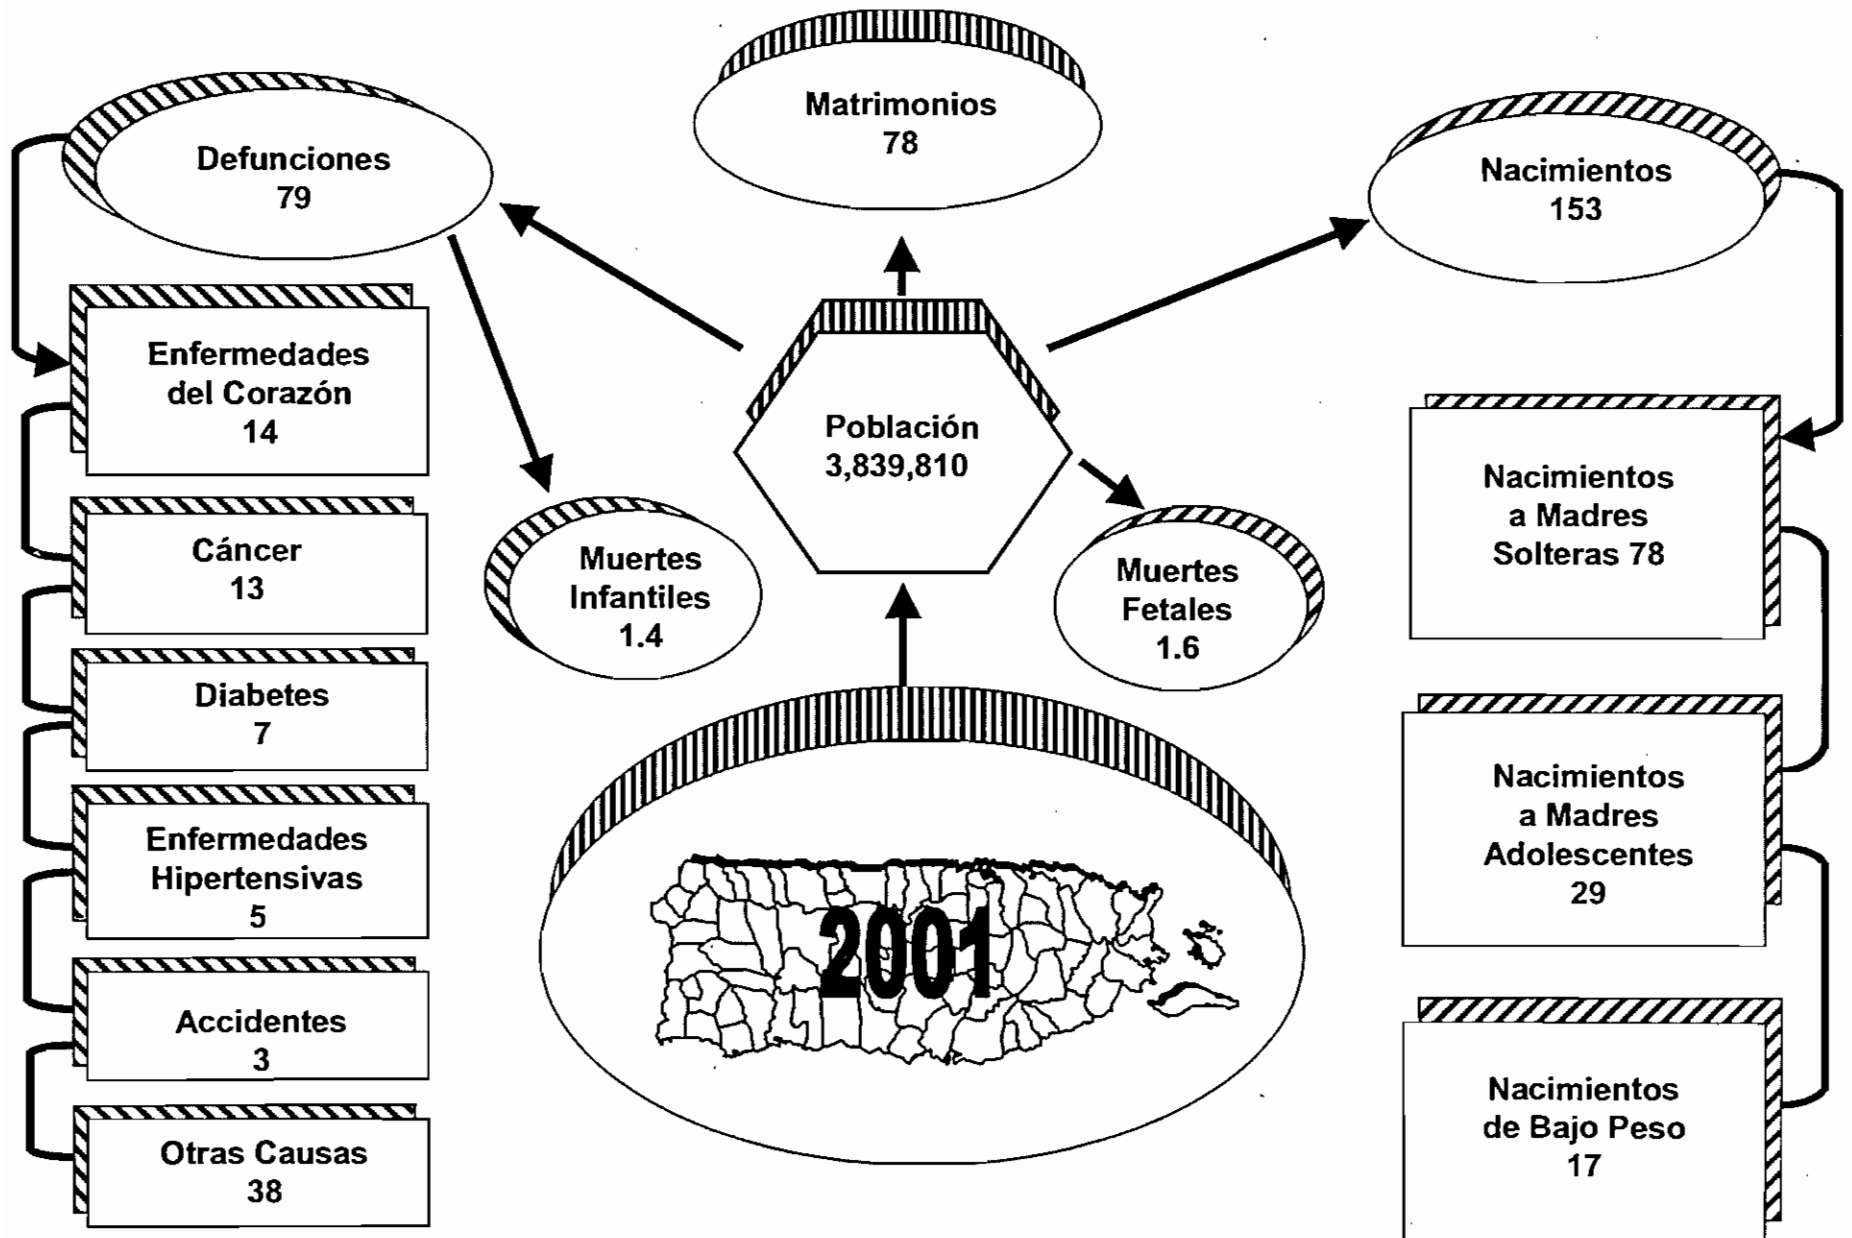 Matrimonios
78
Defunciones
79
Nacimientos
153
Enfermedades
del Corazón
14
Población
3,839,810
Nacimientos
a Madres
Solteras 78
Cáncer
13
Muertes
Infantiles
1.4
Muertes
Fetales
1.6
Diabetes
7
Nacimientos
a Madres
Adolescentes
29
Enfermedades
Hipertensivas
5
2001
Accidentes
3
Nacimientos
de Bajo Peso
17
Otras Causas
38